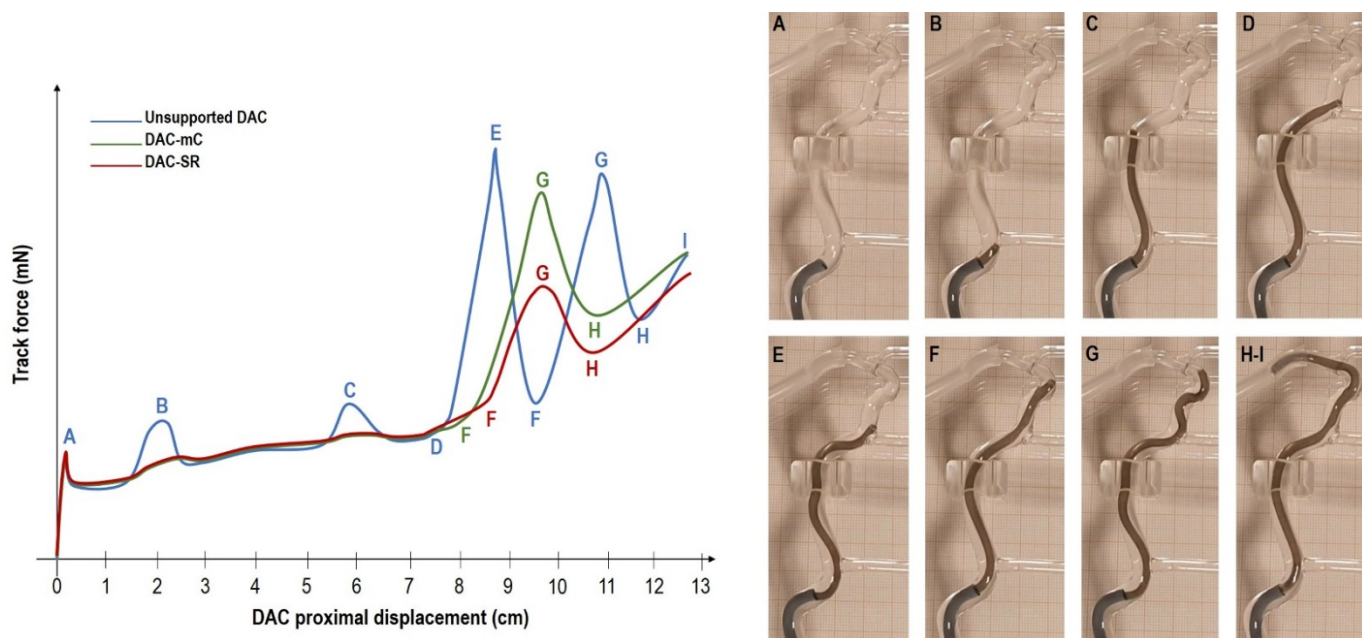 Unsupported DAC
DAC-mC
DAC-SR
A
B
C
D
E
F
F
F
G
G
G
H
H
H
I
Track force (mN)
0 1 2 3 4 5 6 7 8 9 10 11 12 13
DAC proximal displacement (cm)
A B C D
E F G H-I